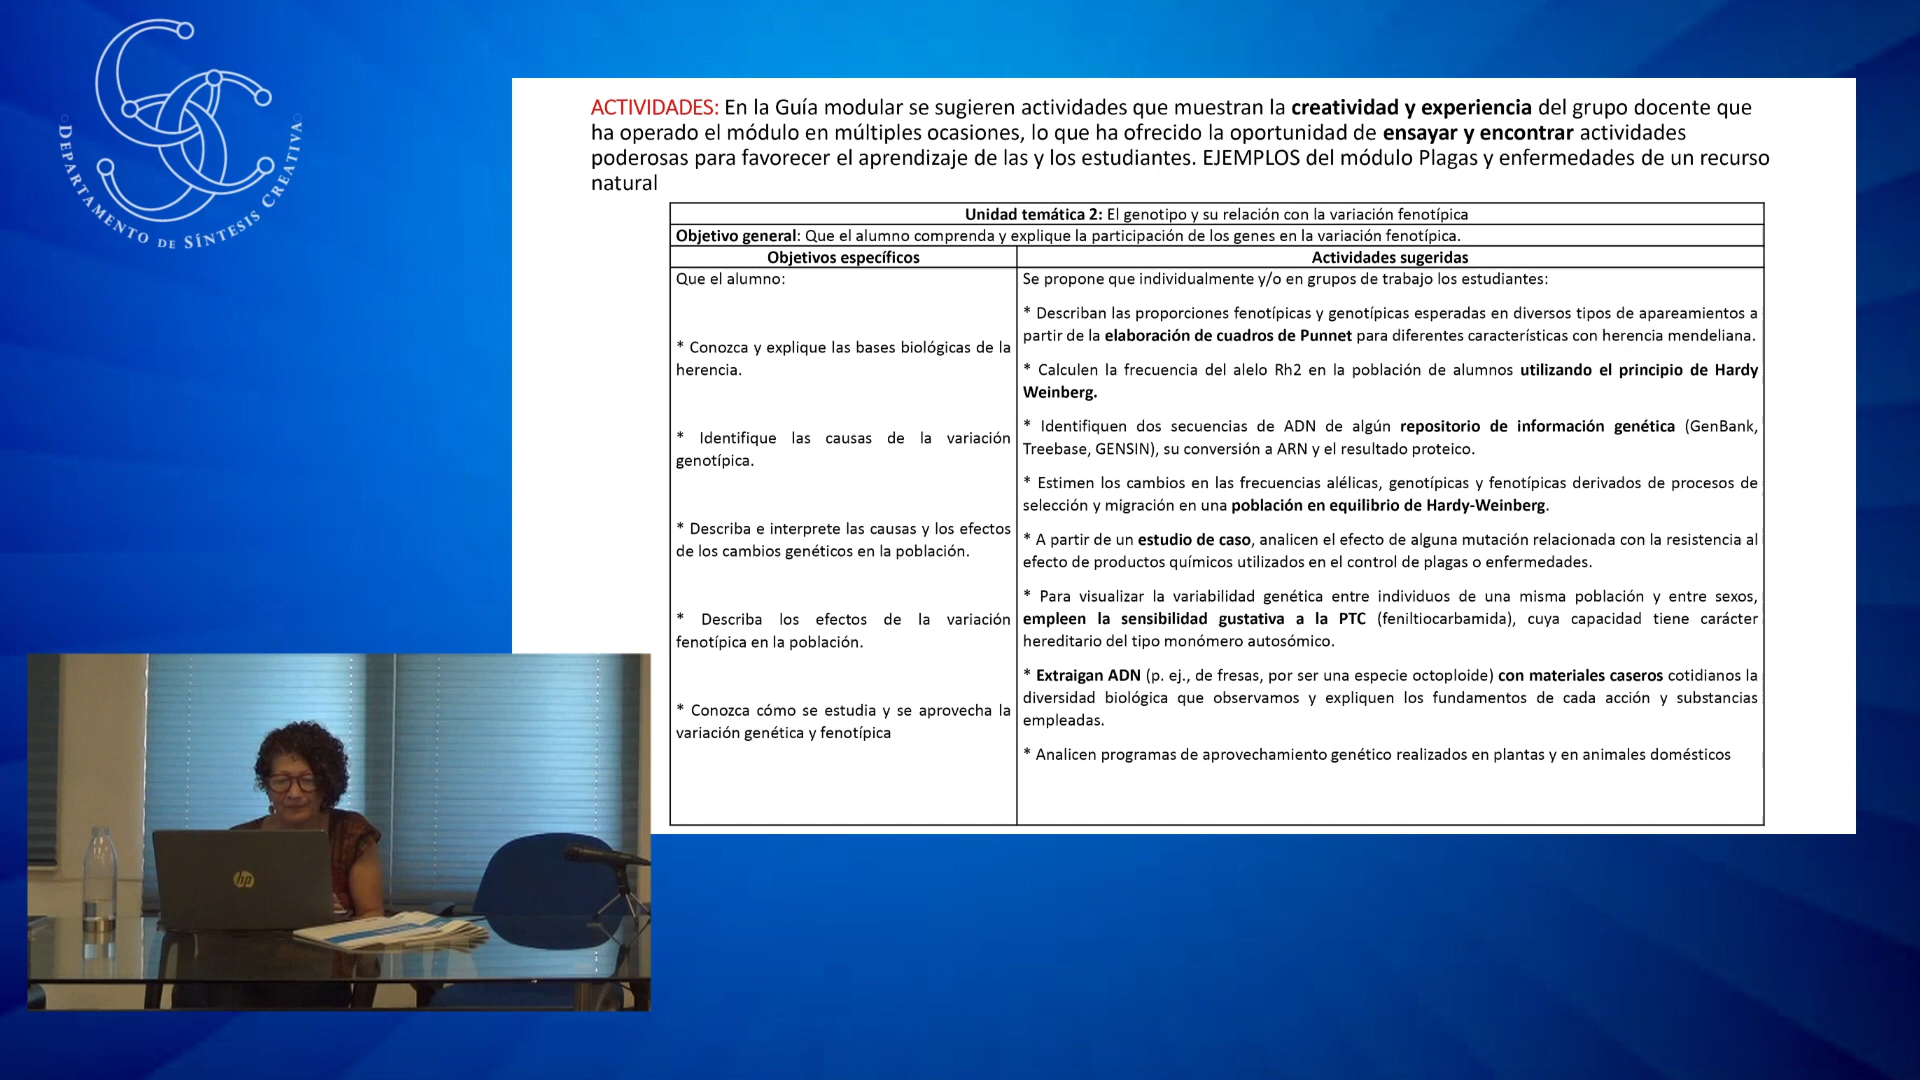 DEPARTAMENTO DE SÍNTESIS CREATIVA
ACTIVIDADES: En la Guía modular se sugieren actividades que muestran la creatividad y experiencia del grupo docente que
ha operado el módulo en múltiples ocasiones, lo que ha ofrecido la oportunidad de ensayar y encontrar actividades
poderosas para favorecer el aprendizaje de las y los estudiantes. EJEMPLOS del módulo Plagas y enfermedades de un recurso
natural
Unidad temática 2: El genotipo y su relación con la variación fenotípica
Objetivo general: Que el alumno comprenda y explique la participación de los genes en la variación fenotípica.
Objetivos específicos
Que el alumno:
* Conozca y explique las bases biológicas de la
herencia.
* Identifique las causas de la variación
genotípica.
* Describa e interprete las causas y los efectos
de los cambios genéticos en la población.
* Describa los efectos de la variación
fenotípica en la población.
* Conozca cómo se estudia y se aprovecha la
variación genética y fenotípica
Actividades sugeridas
Se propone que individualmente y/o en grupos de trabajo los estudiantes:
* Describan las proporciones fenotípicas y genotípicas esperadas en diversos tipos de apareamientos a
partir de la elaboración de cuadros de Punnet para diferentes características con herencia mendeliana.
* Calculen la frecuencia del alelo Rh2 en la población de alumnos utilizando el principio de Hardy
Weinberg.
* Identifiquen dos secuencias de ADN de algún repositorio de información genética (GenBank,
Treebase, GENSIN), su conversión a ARN y el resultado proteico.
* Estimen los cambios en las frecuencias alélicas, genotípicas y fenotípicas derivados de procesos de
selección y migración en una población en equilibrio de Hardy-Weinberg.
* A partir de un estudio de caso, analicen el efecto de alguna mutación relacionada con la resistencia al
efecto de productos químicos utilizados en el control de plagas o enfermedades.
* Para visualizar la variabilidad genética entre individuos de una misma población y entre sexos,
empleen la sensibilidad gustativa a la PTC (feniltiocarbamida), cuya capacidad tiene carácter
hereditario del tipo monómero autosómico.
* Extraigan ADN (p. ej., de fresas, por ser una especie octoploide) con materiales caseros cotidianos la
diversidad biológica que observamos y expliquen los fundamentos de cada acción y substancias
empleadas.
* Analicen programas de aprovechamiento genético realizados en plantas y en animales domésticos
hp